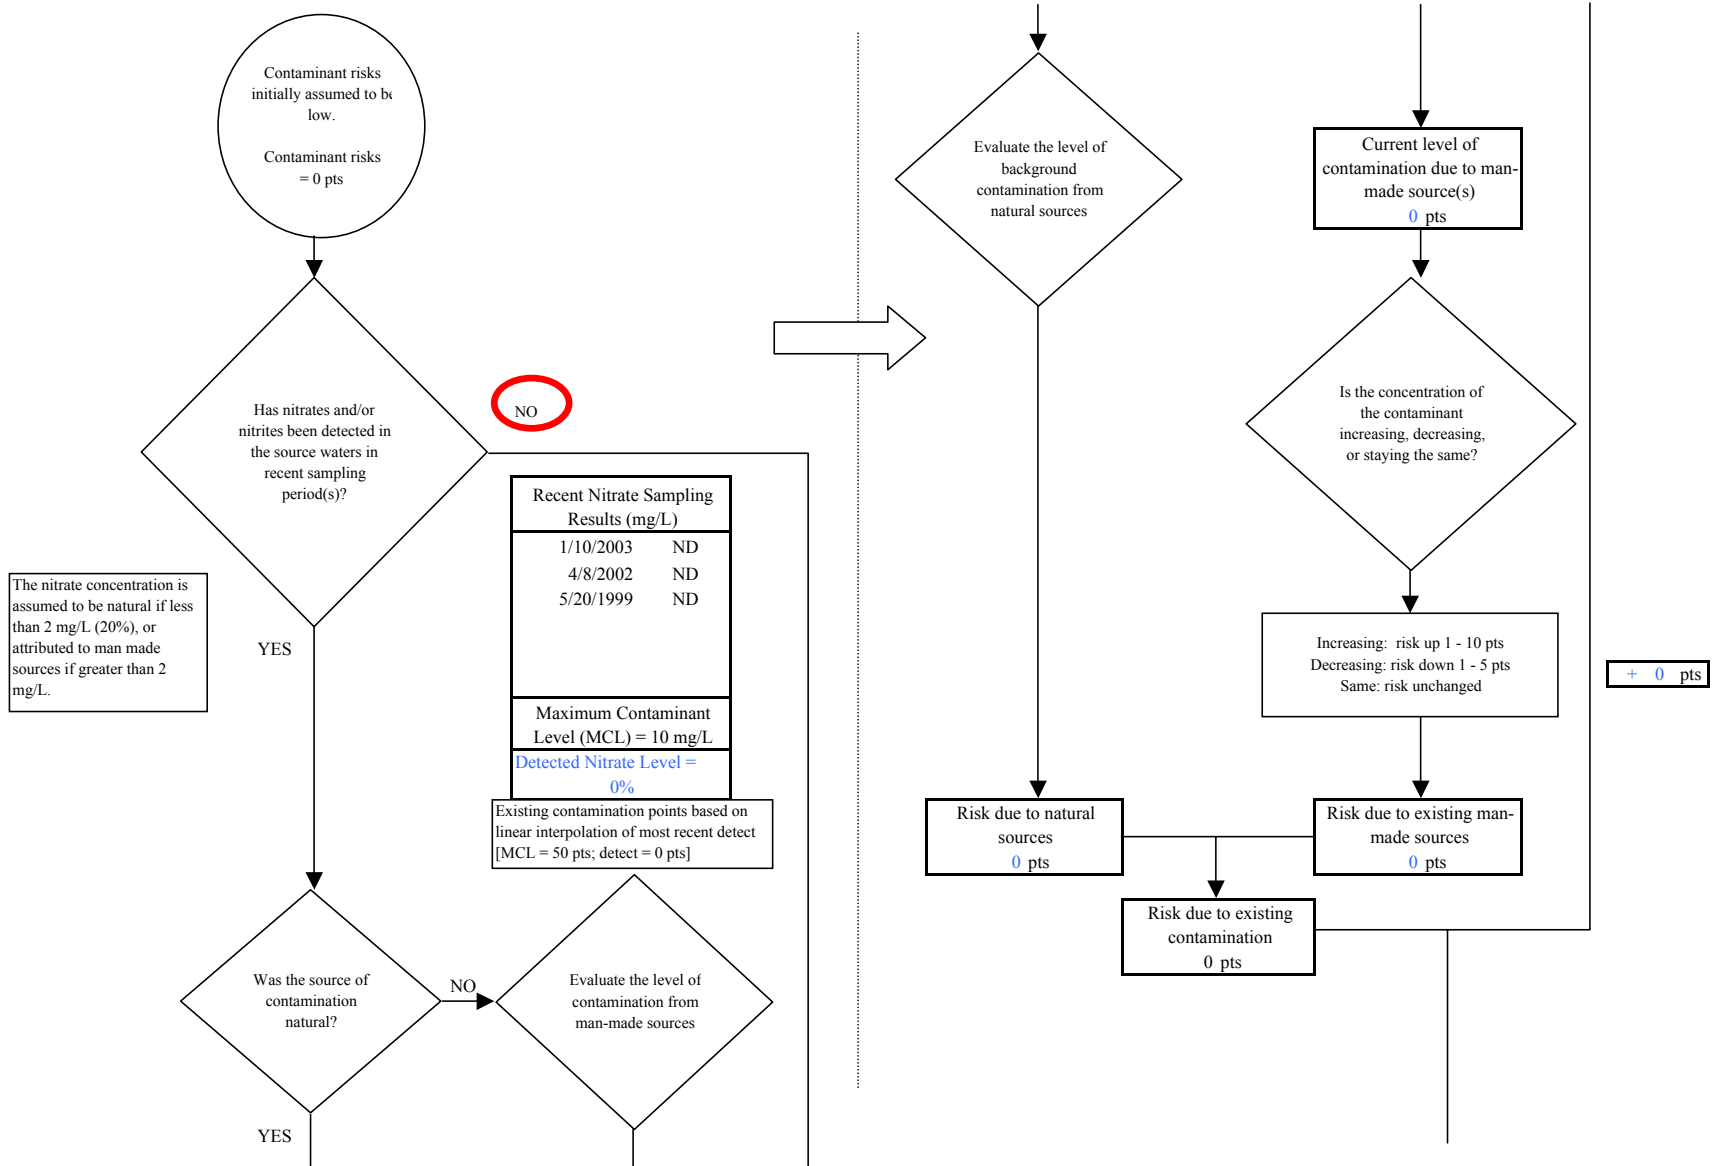 Contaminant risks
initially assumed to be
low.
Contaminant risks
= 0 pts
Has nitrates and/or
nitrites been detected in
the source waters in
recent sampling
period(s)?
NO
Recent Nitrate Sampling
Results (mg/L)
1/10/2003 ND
4/8/2002 ND
5/20/1999 ND
Maximum Contaminant
Level (MCL) = 10 mg/L
Detected Nitrate Level =
0%
Existing contamination points based on
linear interpolation of most recent detect
[MCL = 50 pts; detect = 0 pts]
The nitrate concentration is
assumed to be natural if less
than 2 mg/L (20%), or
attributed to man made
sources if greater than 2
mg/L.
YES
Was the source of
contamination
natural?
NO
Evaluate the level of
contamination from
man-made sources
YES
Evaluate the level of
background
contamination from
natural sources
Current level of
contamination due to man-
made source(s)
0 pts
Is the concentration of
the contaminant
increasing, decreasing,
or staying the same?
Increasing: risk up 1 - 10 pts
Decreasing: risk down 1 - 5 pts
Same: risk unchanged
+ 0 pts
Risk due to natural
sources
0 pts
Risk due to existing man-
made sources
0 pts
Risk due to existing
contamination
0 pts